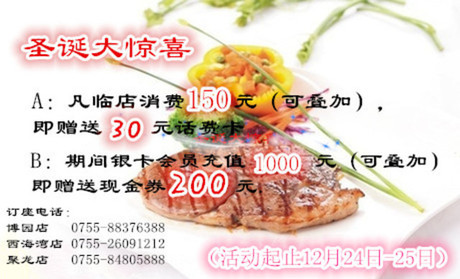 圣诞大惊喜
A：凡临店消费150元（可叠加），
即赠送30元话费卡
B：期间银卡会员充值1000元（可叠加）
即赠送现金券200元.
订座电话：
博园店 0755-88376388
西海湾店 0755-26091212
聚龙店 0755-84805888
（活动起止12月24日-25日）